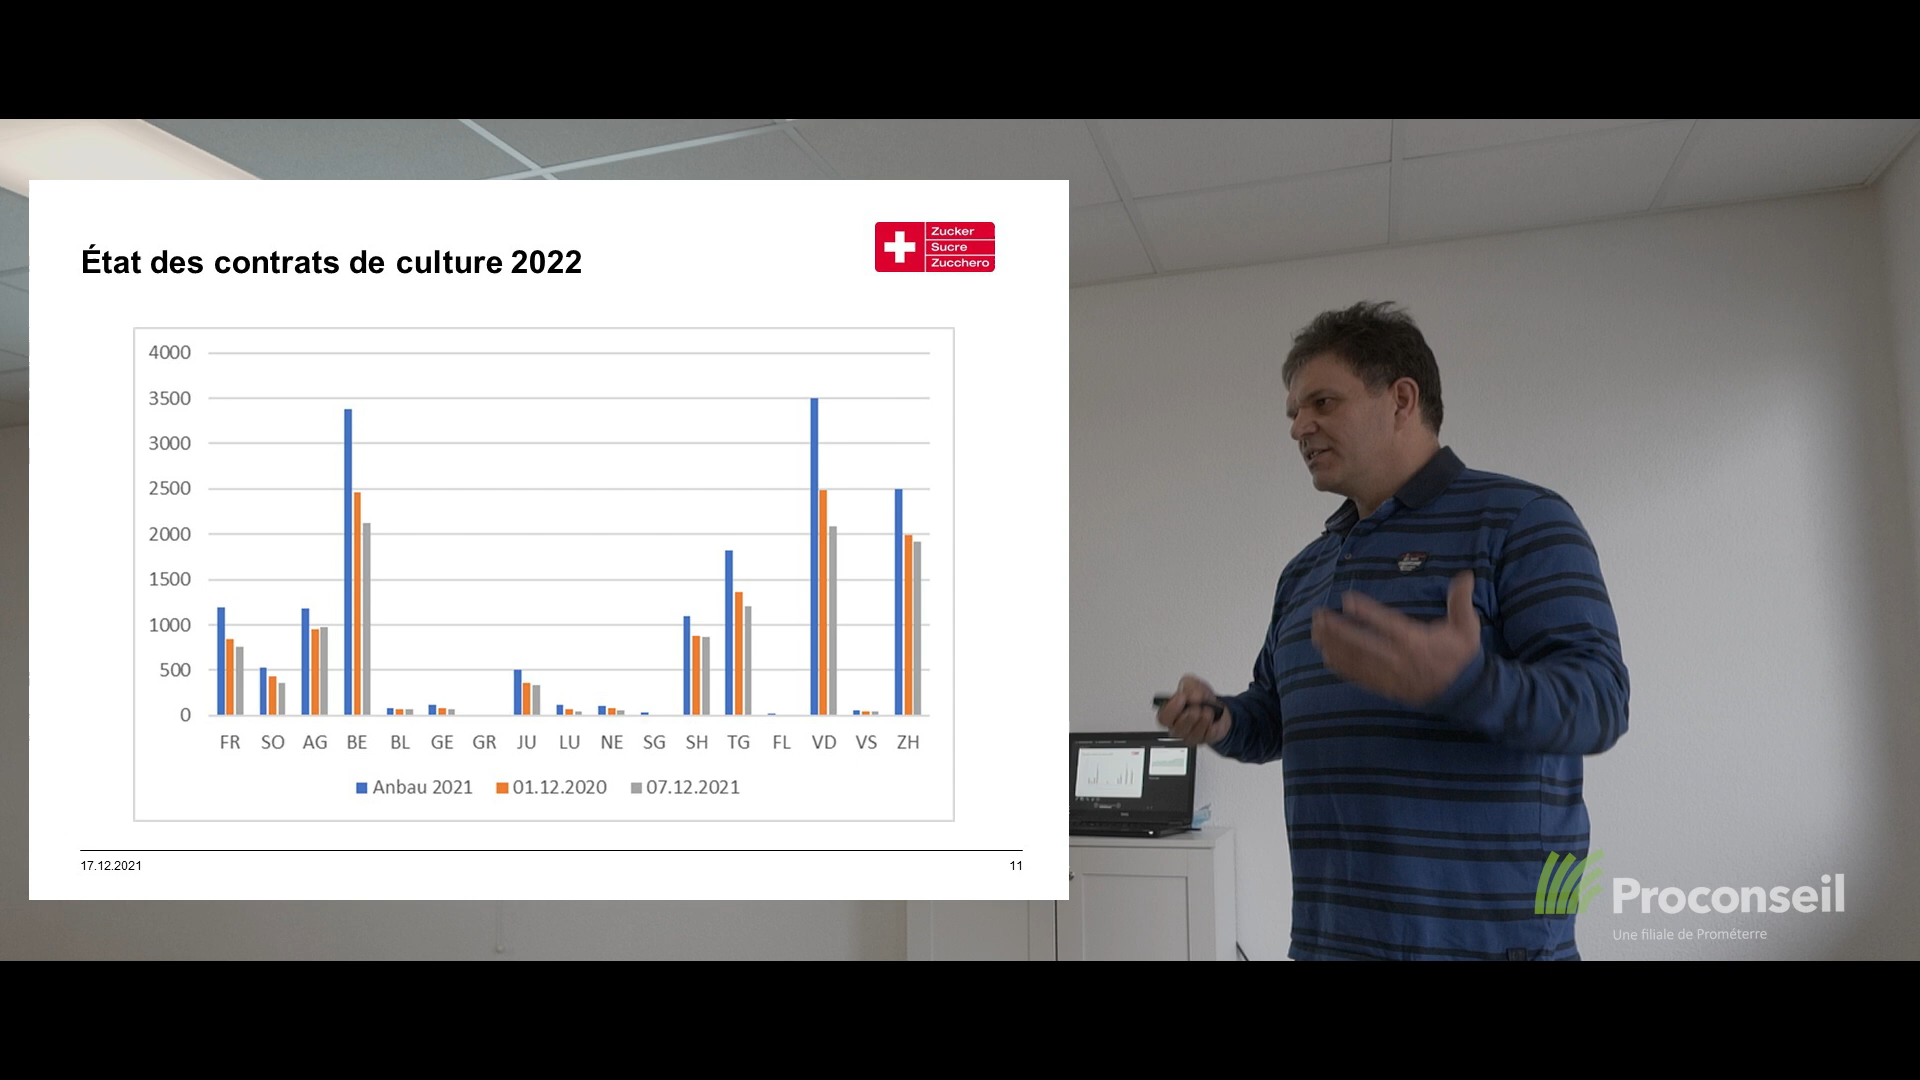 État des contrats de culture 2022
Zucker
Sucre
Zucchero
4000
3500
3000
2500
2000
1500
1000
500
0
FR SO AG BE BL GE GR JU LU NE SG SH TG FL VD VS ZH
Anbau 2021 01.12.2020 07.12.2021
17.12.2021 11
Proconseil
Une filiale de Prométerre